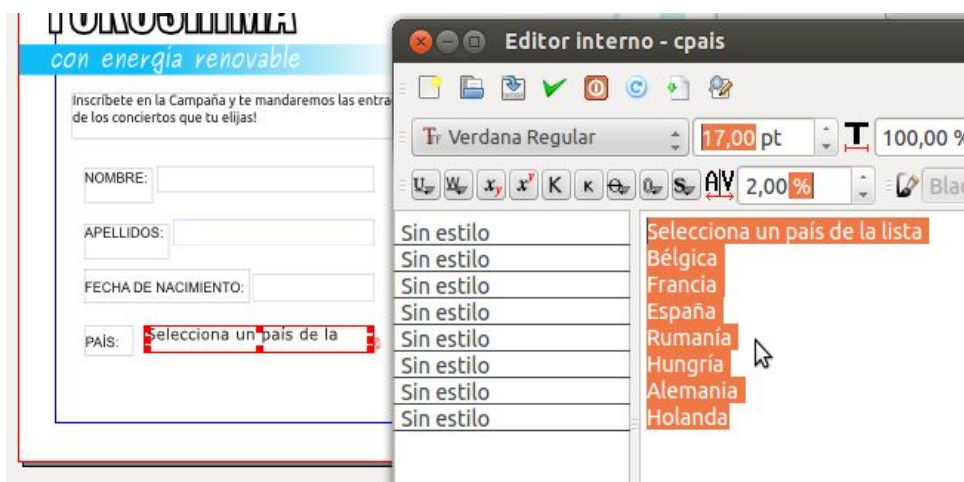 con energía renovable
Inscríbete en la Campaña y te mandaremos las entra
de los conciertos que tu elijas!
NOMBRE:
APELLIDOS:
FECHA DE NACIMIENTO:
PAÍS:
Selecciona un país de la
Editor interno - cpais
Verdana Regular
17,00 pt
100,00 %
2,00 %
Blac
Sin estilo
Sin estilo
Sin estilo
Sin estilo
Sin estilo
Sin estilo
Sin estilo
Sin estilo
Selecciona un país de la lista
Bélgica
Francia
España
Rumanía
Hungría
Alemania
Holanda